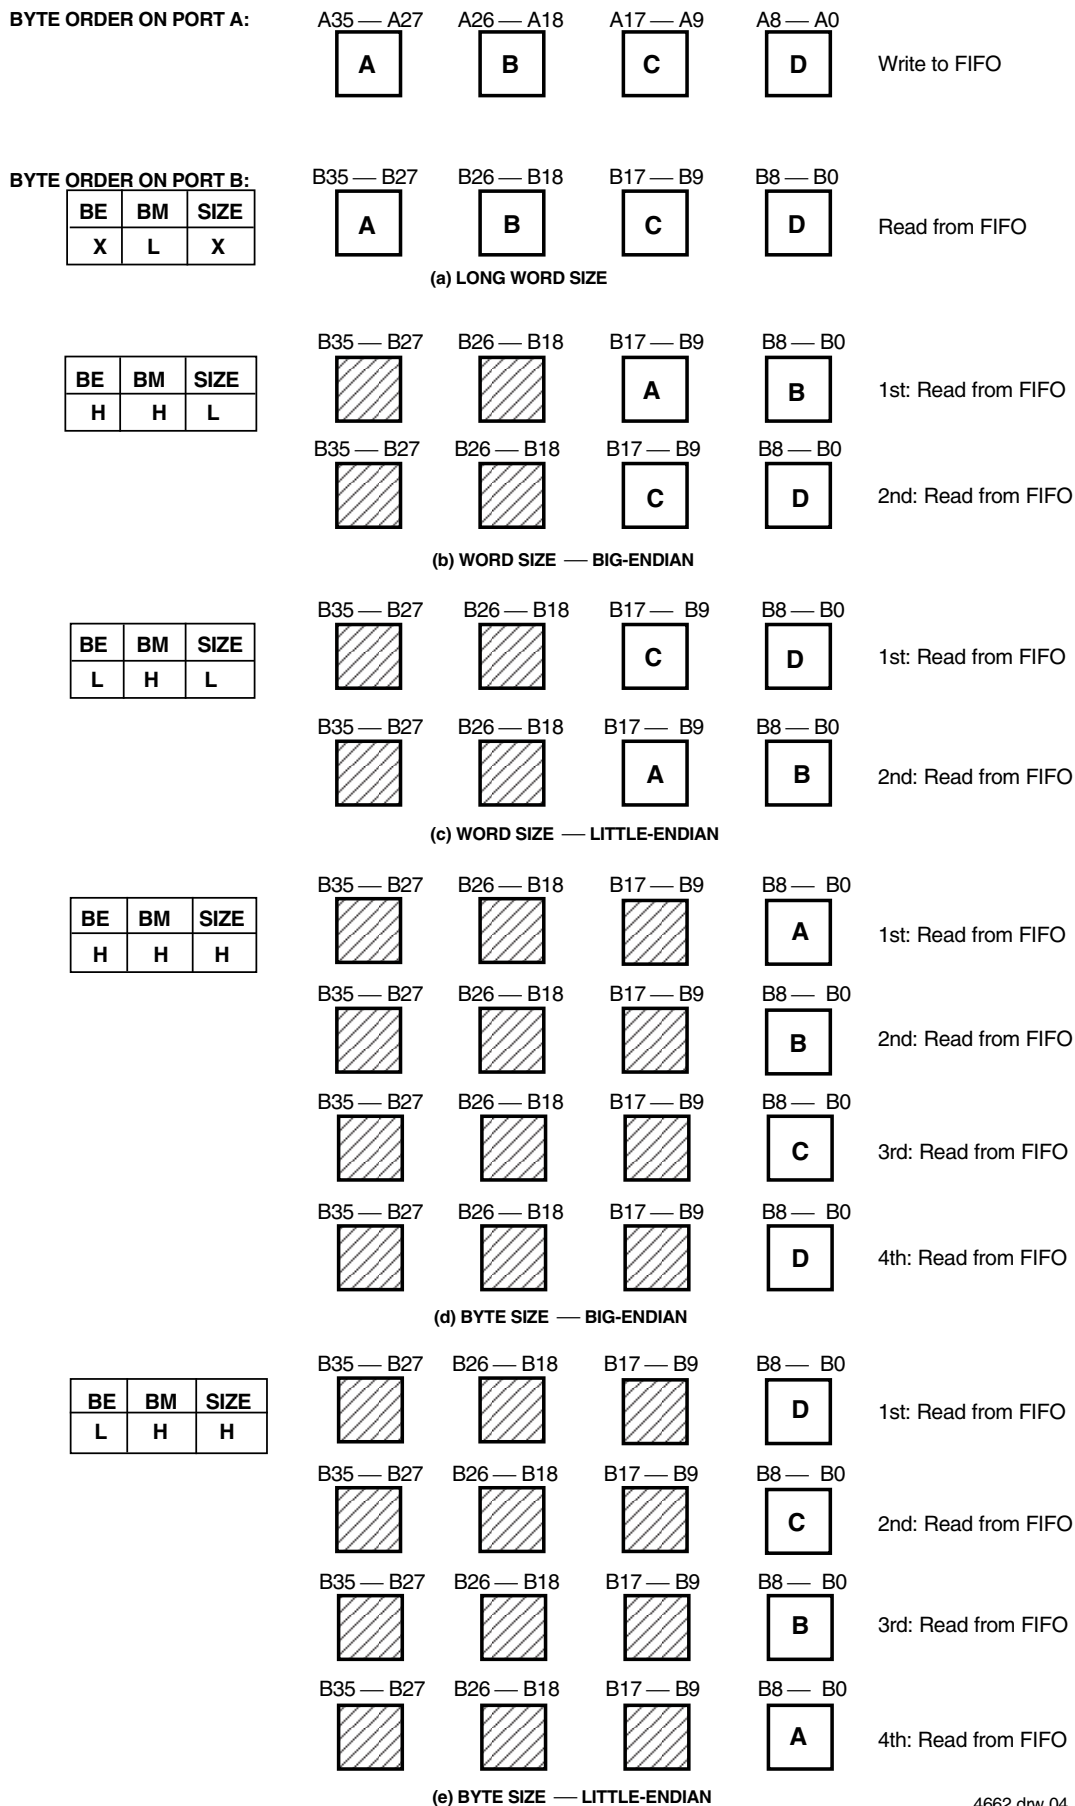 BYTE ORDER ON PORT A:
A35 — A27 A26 — A18 A17 — A9 A8 — A0
A B C D Write to FIFO
BYTE ORDER ON PORT B:
B35 — B27 B26 — B18 B17 — B9 B8 — B0
BE BM SIZE
X L X
A B C D Read from FIFO
(a) LONG WORD SIZE
B35 — B27 B26 — B18 B17 — B9 B8 — B0
BE BM SIZE
H H L
A B 1st: Read from FIFO
B35 — B27 B26 — B18 B17 — B9 B8 — B0
C D 2nd: Read from FIFO
(b) WORD SIZE — BIG-ENDIAN
B35 — B27 B26 — B18 B17 — B9 B8 — B0
BE BM SIZE
L H L
C D 1st: Read from FIFO
B35 — B27 B26 — B18 B17 — B9 B8 — B0
A B 2nd: Read from FIFO
(c) WORD SIZE — LITTLE-ENDIAN
B35 — B27 B26 — B18 B17 — B9 B8 — B0
BE BM SIZE
H H H
A 1st: Read from FIFO
B35 — B27 B26 — B18 B17 — B9 B8 — B0
B 2nd: Read from FIFO
B35 — B27 B26 — B18 B17 — B9 B8 — B0
C 3rd: Read from FIFO
B35 — B27 B26 — B18 B17 — B9 B8 — B0
D 4th: Read from FIFO
(d) BYTE SIZE — BIG-ENDIAN
B35 — B27 B26 — B18 B17 — B9 B8 — B0
BE BM SIZE
L H H
D 1st: Read from FIFO
B35 — B27 B26 — B18 B17 — B9 B8 — B0
C 2nd: Read from FIFO
B35 — B27 B26 — B18 B17 — B9 B8 — B0
B 3rd: Read from FIFO
B35 — B27 B26 — B18 B17 — B9 B8 — B0
A 4th: Read from FIFO
(e) BYTE SIZE — LITTLE-ENDIAN
4662 drw 04